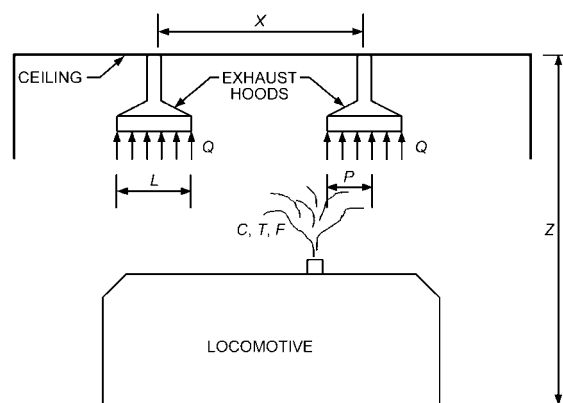 X
CEILING
EXHAUST
HOODS
Q
Q
L
P
C, T, F
Z
LOCOMOTIVE